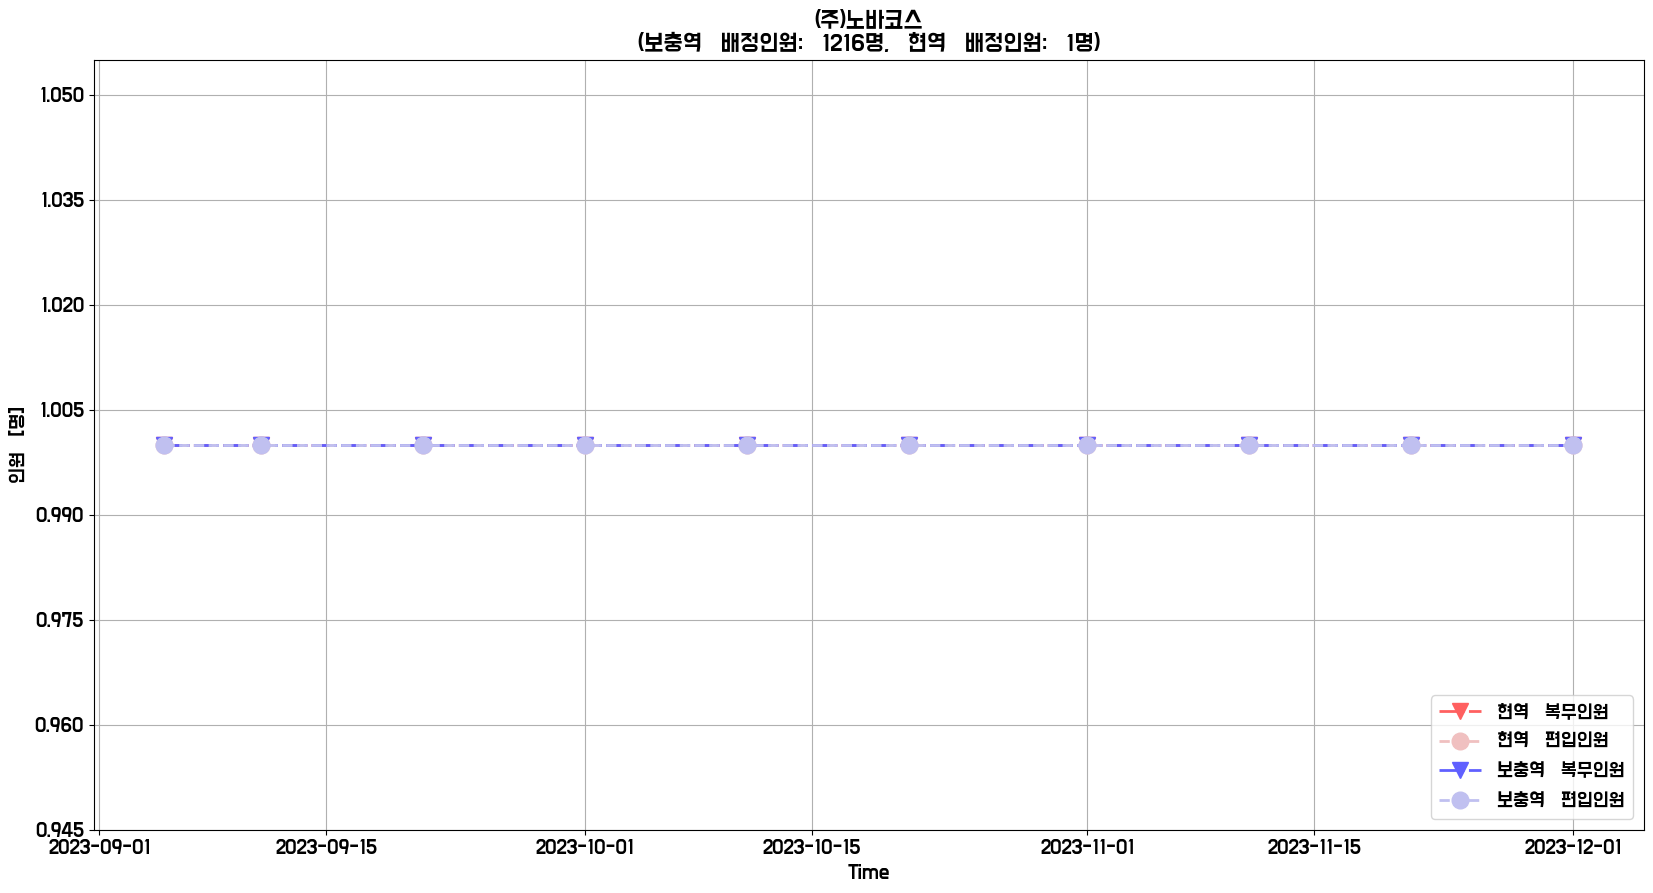 (주)노바코스
(보충역 배정인원: 1216명, 현역 배정인원: 1명)
1.050
1.035
1.020
1.005
0.990
0.975
0.960
0.945
인원 [명]
2023-09-01 2023-09-15 2023-10-01 2023-10-15 2023-11-01 2023-11-15 2023-12-01
Time
현역 복무인원
현역 편입인원
보충역 복무인원
보충역 편입인원